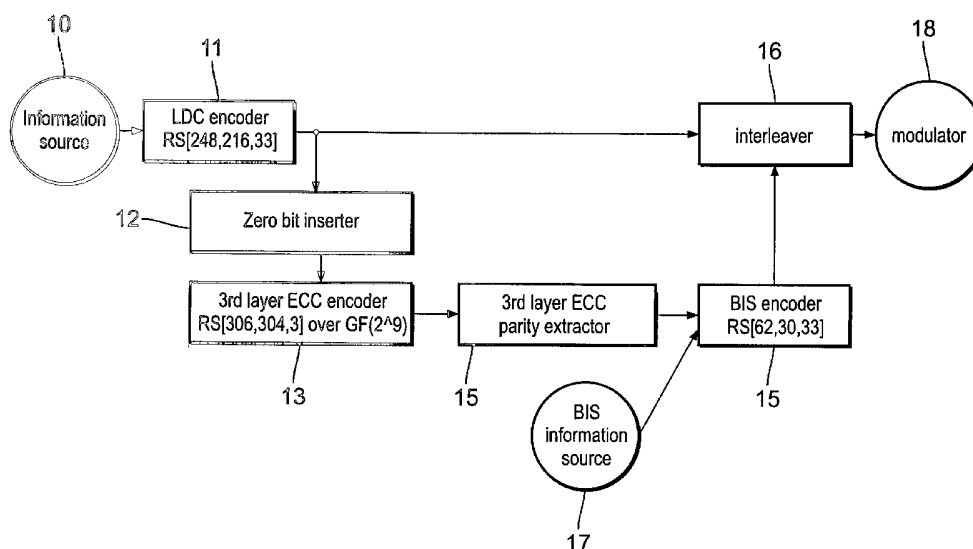 10
11
16
18
Information
source
LDC encoder
RS[248,216,33]
interleaver
modulator
12
Zero bit inserter
3rd layer ECC encoder
RS[306,304,3] over GF(2^9)
3rd layer ECC
parity extractor
BIS encoder
RS[62,30,33]
13
15
15
BIS
information
source
17